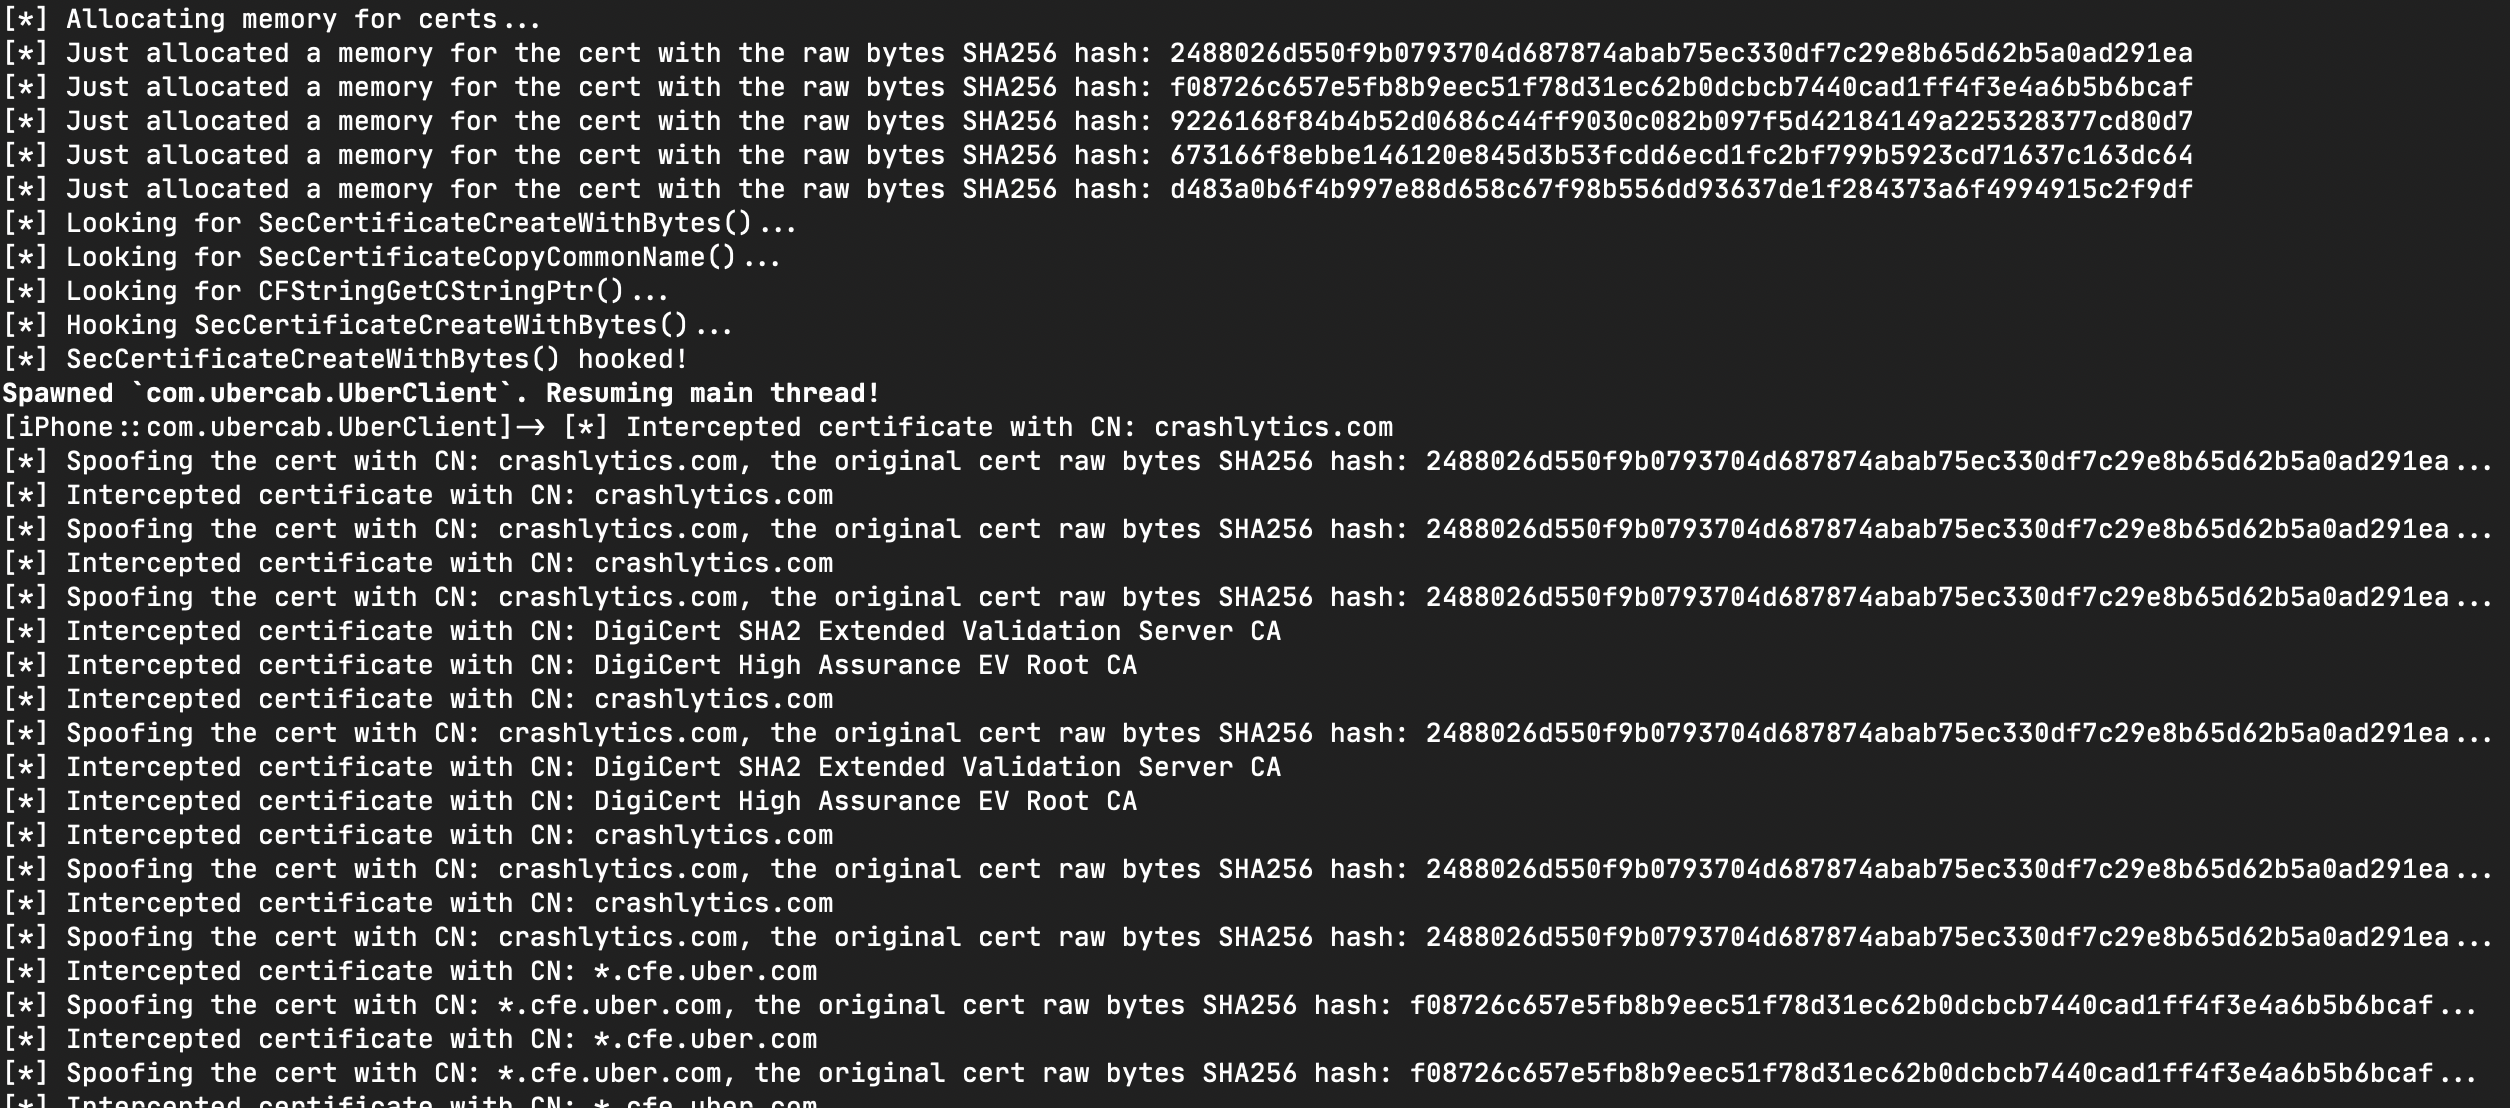 [*] Allocating memory for certs...
[*] Just allocated a memory for the cert with the raw bytes SHA256 hash: 2488026d550f9b0793704d687874abab75ec330df7c29e8b65d62b5a0ad291ea
[*] Just allocated a memory for the cert with the raw bytes SHA256 hash: f08726c657e5fb8b9eec51f78d31ec62b0dcbcb7440cad1ff4f3e4a6b5b6bcaf
[*] Just allocated a memory for the cert with the raw bytes SHA256 hash: 9226168f84b4b52d0686c44ff9030c082b097f5d42184149a225328377cd80d7
[*] Just allocated a memory for the cert with the raw bytes SHA256 hash: 673166f8ebbe146120e845d3b53fcdd6ecd1fc2bf799b5923cd71637c163dc64
[*] Just allocated a memory for the cert with the raw bytes SHA256 hash: d483a0b6f4b997e88d658c67f98b556dd93637de1f284373a6f4994915c2f9df
[*] Looking for SecCertificateCreateWithBytes()...
[*] Looking for SecCertificateCopyCommonName()...
[*] Looking for CFStringGetCStringPtr()...
[*] Hooking SecCertificateCreateWithBytes()...
[*] SecCertificateCreateWithBytes() hooked!
Spawned `com.ubercab.UberClient`. Resuming main thread!
[iPhone::com.ubercab.UberClient]-> [*] Intercepted certificate with CN: crashlytics.com
[*] Spoofing the cert with CN: crashlytics.com, the original cert raw bytes SHA256 hash: 2488026d550f9b0793704d687874abab75ec330df7c29e8b65d62b5a0ad291ea...
[*] Intercepted certificate with CN: crashlytics.com
[*] Spoofing the cert with CN: crashlytics.com, the original cert raw bytes SHA256 hash: 2488026d550f9b0793704d687874abab75ec330df7c29e8b65d62b5a0ad291ea...
[*] Intercepted certificate with CN: crashlytics.com
[*] Spoofing the cert with CN: crashlytics.com, the original cert raw bytes SHA256 hash: 2488026d550f9b0793704d687874abab75ec330df7c29e8b65d62b5a0ad291ea...
[*] Intercepted certificate with CN: DigiCert SHA2 Extended Validation Server CA
[*] Intercepted certificate with CN: DigiCert High Assurance EV Root CA
[*] Intercepted certificate with CN: crashlytics.com
[*] Spoofing the cert with CN: crashlytics.com, the original cert raw bytes SHA256 hash: 2488026d550f9b0793704d687874abab75ec330df7c29e8b65d62b5a0ad291ea...
[*] Intercepted certificate with CN: DigiCert SHA2 Extended Validation Server CA
[*] Intercepted certificate with CN: DigiCert High Assurance EV Root CA
[*] Intercepted certificate with CN: crashlytics.com
[*] Spoofing the cert with CN: crashlytics.com, the original cert raw bytes SHA256 hash: 2488026d550f9b0793704d687874abab75ec330df7c29e8b65d62b5a0ad291ea...
[*] Intercepted certificate with CN: crashlytics.com
[*] Spoofing the cert with CN: crashlytics.com, the original cert raw bytes SHA256 hash: 2488026d550f9b0793704d687874abab75ec330df7c29e8b65d62b5a0ad291ea...
[*] Intercepted certificate with CN: *.cfe.uber.com
[*] Spoofing the cert with CN: *.cfe.uber.com, the original cert raw bytes SHA256 hash: f08726c657e5fb8b9eec51f78d31ec62b0dcbcb7440cad1ff4f3e4a6b5b6bcaf...
[*] Intercepted certificate with CN: *.cfe.uber.com
[*] Spoofing the cert with CN: *.cfe.uber.com, the original cert raw bytes SHA256 hash: f08726c657e5fb8b9eec51f78d31ec62b0dcbcb7440cad1ff4f3e4a6b5b6bcaf...
[*] Intercepted certificate with CN: *.cfe.uber.com